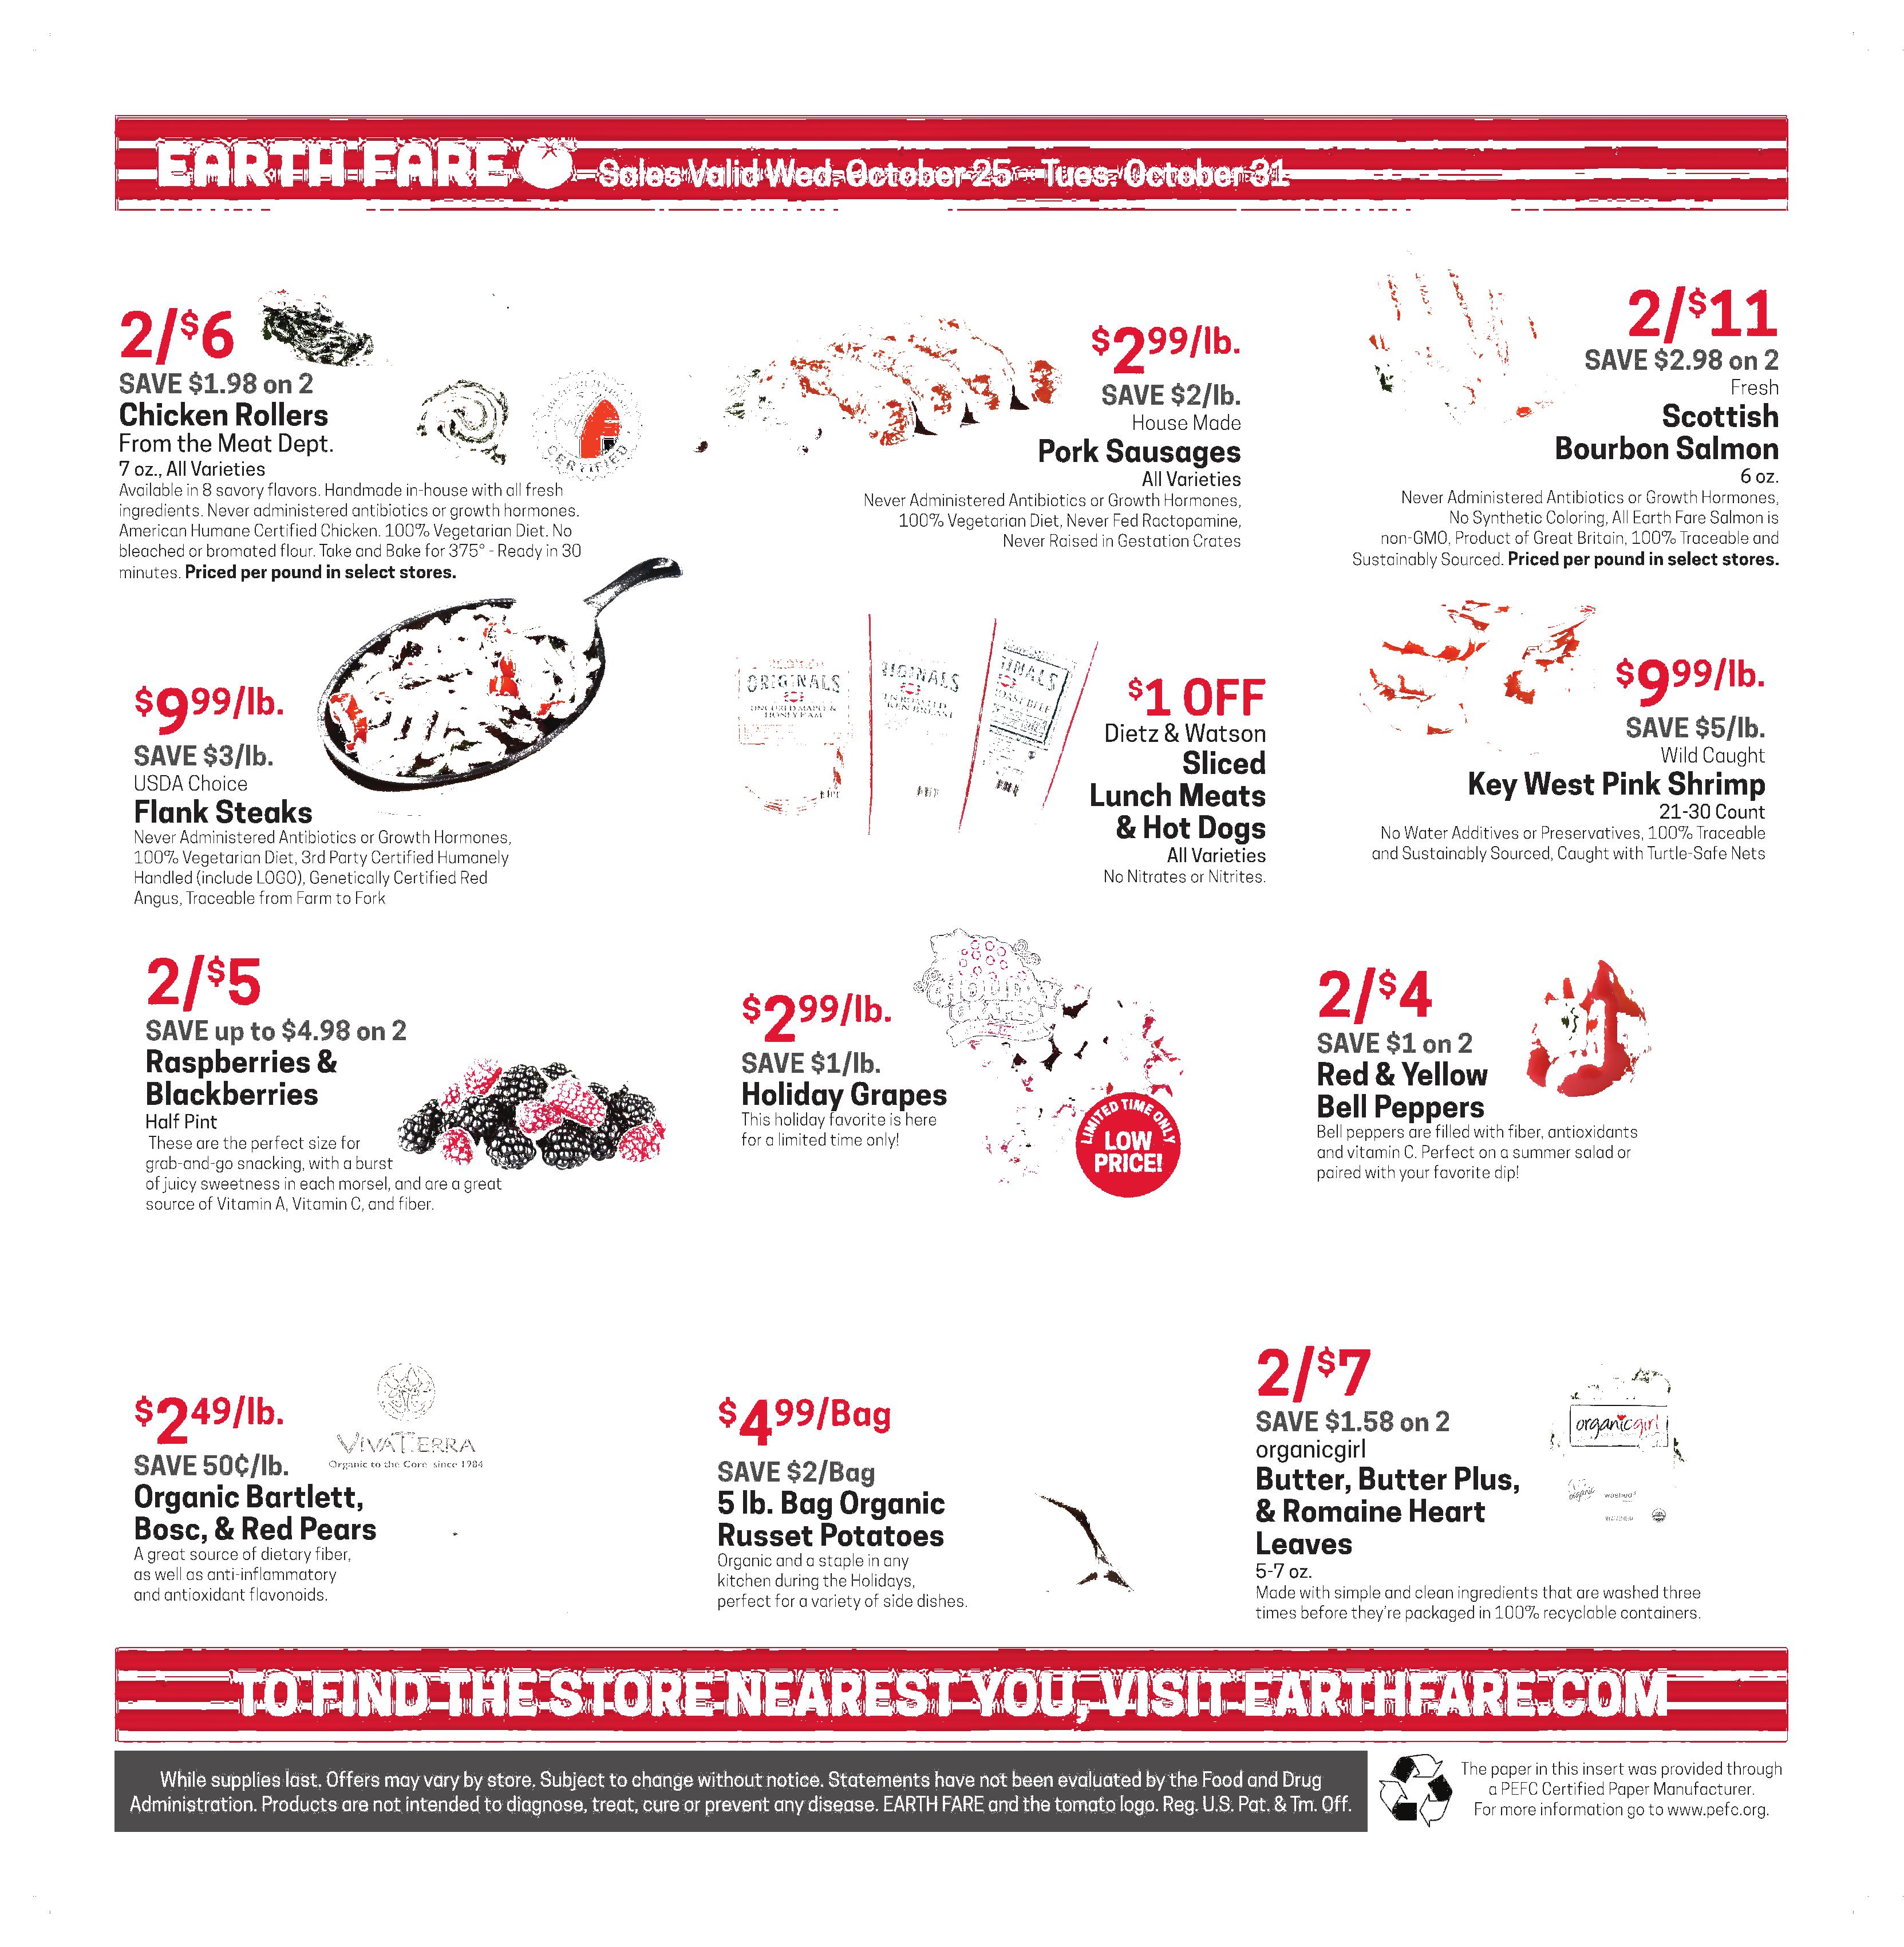 EARTH FARE Sales Valid Wed. October 25 - Tues. October 31
2/$6
SAVE $1.98 on 2
Chicken Rollers
From the Meat Dept.
7 oz., All Varieties
Available in 8 savory flavors. Handmade in-house with all fresh
ingredients. Never administered antibiotics or growth hormones.
American Humane Certified Chicken. 100% Vegetarian Diet. No
bleached or bromated flour. Take and Bake for 375° - Ready in 30
minutes. Priced per pound in select stores.
CERTIFIED
$2.99/lb.
SAVE $2/lb.
House Made
Pork Sausages
All Varieties
Never Administered Antibiotics or Growth Hormones,
100% Vegetarian Diet, Never Fed Ractopamine,
Never Raised in Gestation Crates
2/$11
SAVE $2.98 on 2
Fresh
Scottish
Bourbon Salmon
6 oz.
Never Administered Antibiotics or Growth Hormones,
No Synthetic Coloring, All Earth Fare Salmon is
non-GMO, Product of Great Britain, 100% Traceable and
Sustainably Sourced. Priced per pound in select stores.
$9.99/lb.
SAVE $3/lb.
USDA Choice
Flank Steaks
Never Administered Antibiotics or Growth Hormones,
100% Vegetarian Diet, 3rd Party Certified Humanely
Handled (include LOGO), Genetically Certified Red
Angus, Traceable from Farm to Fork
ORIGINALS
$1 OFF
Dietz & Watson
Sliced
Lunch Meats
& Hot Dogs
All Varieties
No Nitrates or Nitrites.
$9.99/lb.
SAVE $5/lb.
Wild Caught
Key West Pink Shrimp
21-30 Count
No Water Additives or Preservatives, 100% Traceable
and Sustainably Sourced, Caught with Turtle-Safe Nets
2/$5
SAVE up to $4.98 on 2
Raspberries &
Blackberries
Half Pint
These are the perfect size for
grab-and-go snacking, with a burst
of juicy sweetness in each morsel, and are a great
source of Vitamin A, Vitamin C, and fiber.
HOLIDAY
GRAPES
$2.99/lb.
SAVE $1/lb.
Holiday Grapes
This holiday favorite is here
for a limited time only!
LIMITED TIME ONLY
LOW
PRICE!
2/$4
SAVE $1 on 2
Red & Yellow
Bell Peppers
Bell peppers are filled with fiber, antioxidants
and vitamin C. Perfect on a summer salad or
paired with your favorite dip!
$2.49/lb.
SAVE 50¢/lb.
Organic Bartlett,
Bosc, & Red Pears
A great source of dietary fiber,
as well as anti-inflammatory
and antioxidant flavonoids.
VIVATIERRA
Organic to the Core since 1984
$4.99/Bag
SAVE $2/Bag
5 lb. Bag Organic
Russet Potatoes
Organic and a staple in any
kitchen during the Holidays,
perfect for a variety of side dishes.
2/$7
SAVE $1.58 on 2
organicgirl
Butter, Butter Plus,
& Romaine Heart
Leaves
5-7 oz.
Made with simple and clean ingredients that are washed three
times before they're packaged in 100% recyclable containers.
organicgirl
TO FIND THE STORE NEAREST YOU, VISIT EARTHFARE.COM
While supplies last. Offers may vary by store. Subject to change without notice. Statements have not been evaluated by the Food and Drug
Administration. Products are not intended to diagnose, treat, cure or prevent any disease. EARTH FARE and the tomato logo. Reg. U.S. Pat. & Tm. Off.
The paper in this insert was provided through
a PEFC Certified Paper Manufacturer.
For more information go to www.pefc.org.